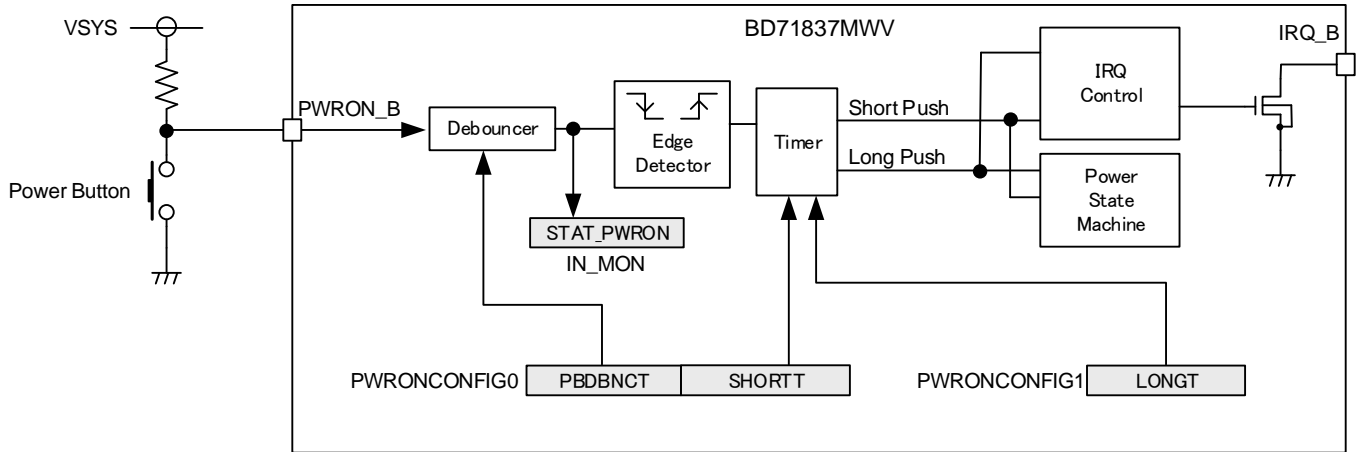 VSYS
BD71837MWV
IRQ_B
PWRON_B
Debouncer
Edge
Detector
Timer
Short Push
Long Push
IRQ
Control
Power
State
Machine
Power Button
STAT_PWRON
IN_MON
PWRONCONFIG0
PBDBNCT
SHORTT
PWRONCONFIG1
LONGT